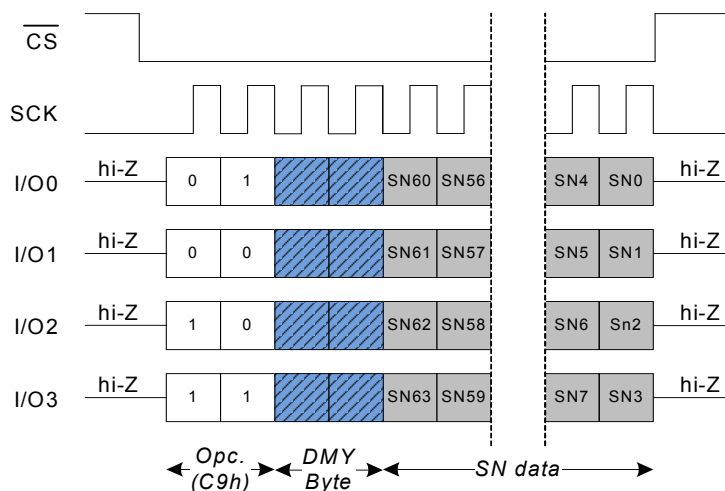 CS
SCK
I/O0 hi-Z 0 1 SN60 SN56 SN4 SN0 hi-Z
I/O1 hi-Z 0 0 SN61 SN57 SN5 SN1 hi-Z
I/O2 hi-Z 1 0 SN62 SN58 SN6 Sn2 hi-Z
I/O3 hi-Z 1 1 SN63 SN59 SN7 SN3 hi-Z
Opc. DMY SN data
(C9h) Byte